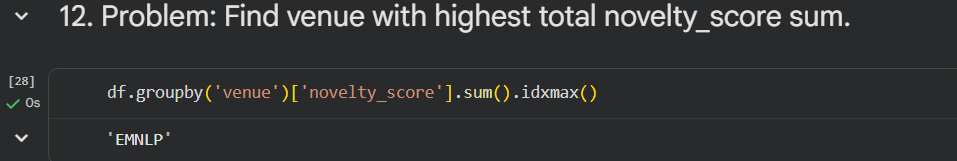 12. Problem: Find venue with highest total novelty_score sum.
[28]
0s
df.groupby('venue')['novelty_score'].sum().idxmax()
'EMNLP'